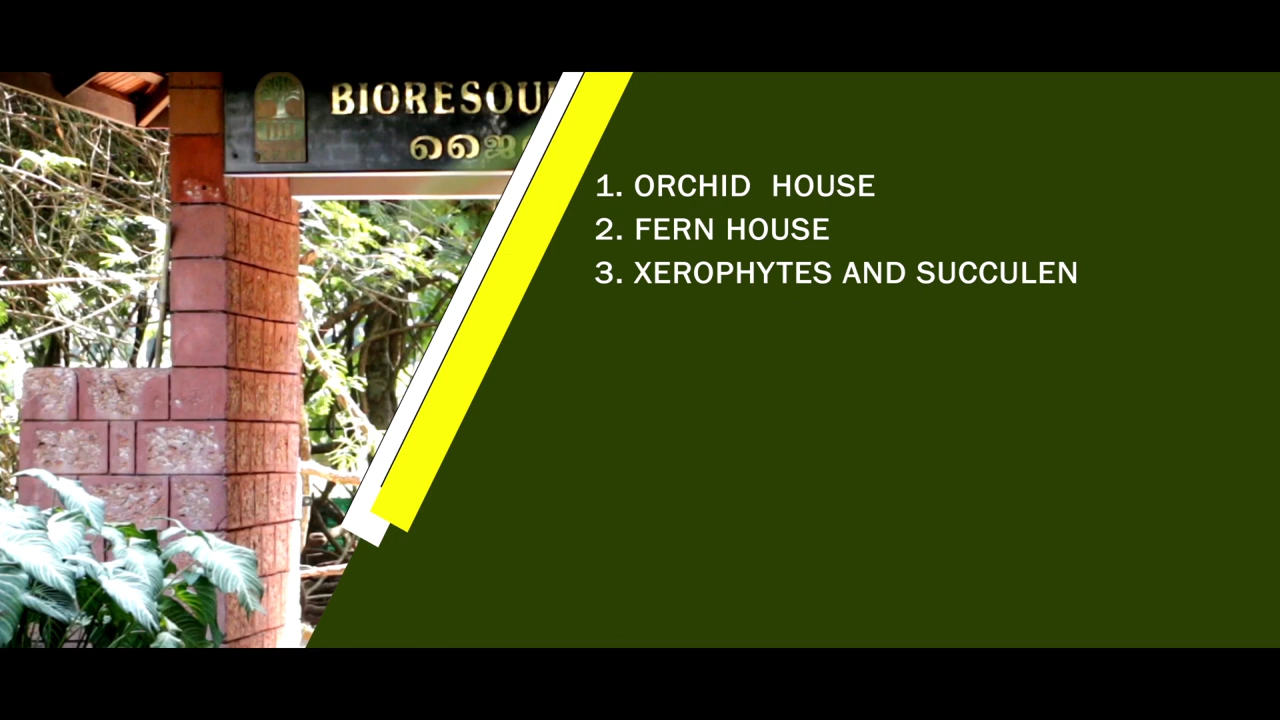 BIORESOU
ജൈ
1. ORCHID HOUSE
2. FERN HOUSE
3. XEROPHYTES AND SUCCULEN